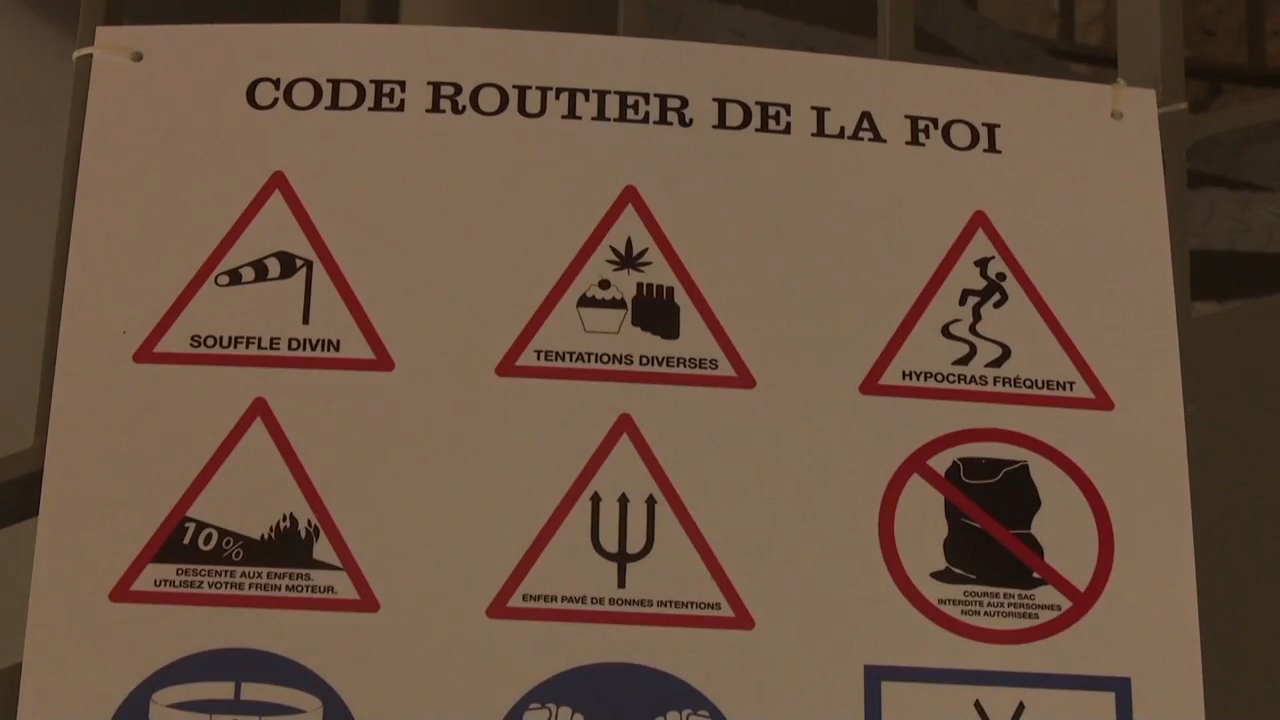 CODE ROUTIER DE LA FOI
SOUFFLE DIVIN
TENTATIONS DIVERSES
HYPOCRAS FRÉQUENT
10%
DESCENTE AUX ENFERS.
UTILISEZ VOTRE FREIN MOTEUR.
ENFER PAVÉ DE BONNES INTENTIONS
COURSE EN SAC
INTERDITE AUX PERSONNES
NON AUTORISÉES